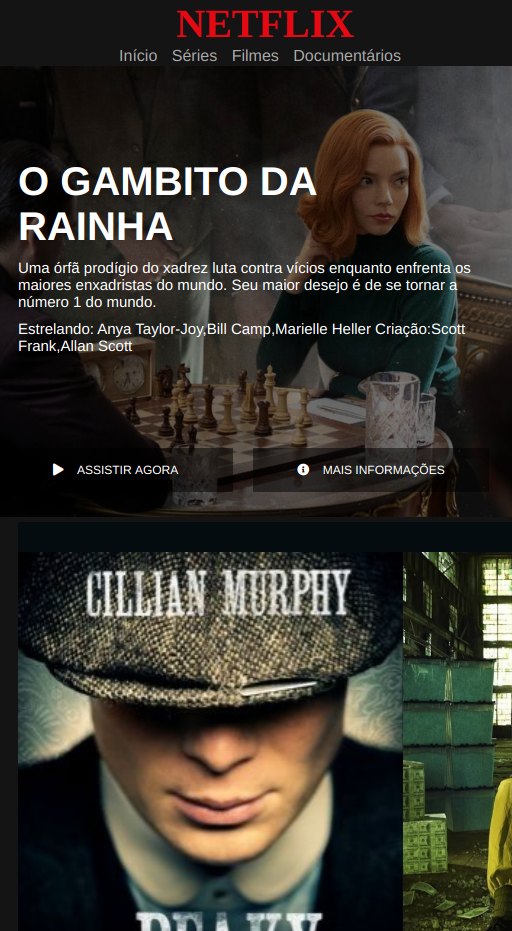 NETFLIX
Início Séries Filmes Documentários
O GAMBITO DA
RAINHA
Uma órfã prodígio do xadrez luta contra vícios enquanto enfrenta os
maiores enxadristas do mundo. Seu maior desejo é de se tornar a
número 1 do mundo.
Estrelando: Anya Taylor-Joy,Bill Camp,Marielle Heller Criação:Scott
Frank,Allan Scott
ASSISTIR AGORA MAIS INFORMAÇÕES
CILLIAN MURPHY
PEAKY